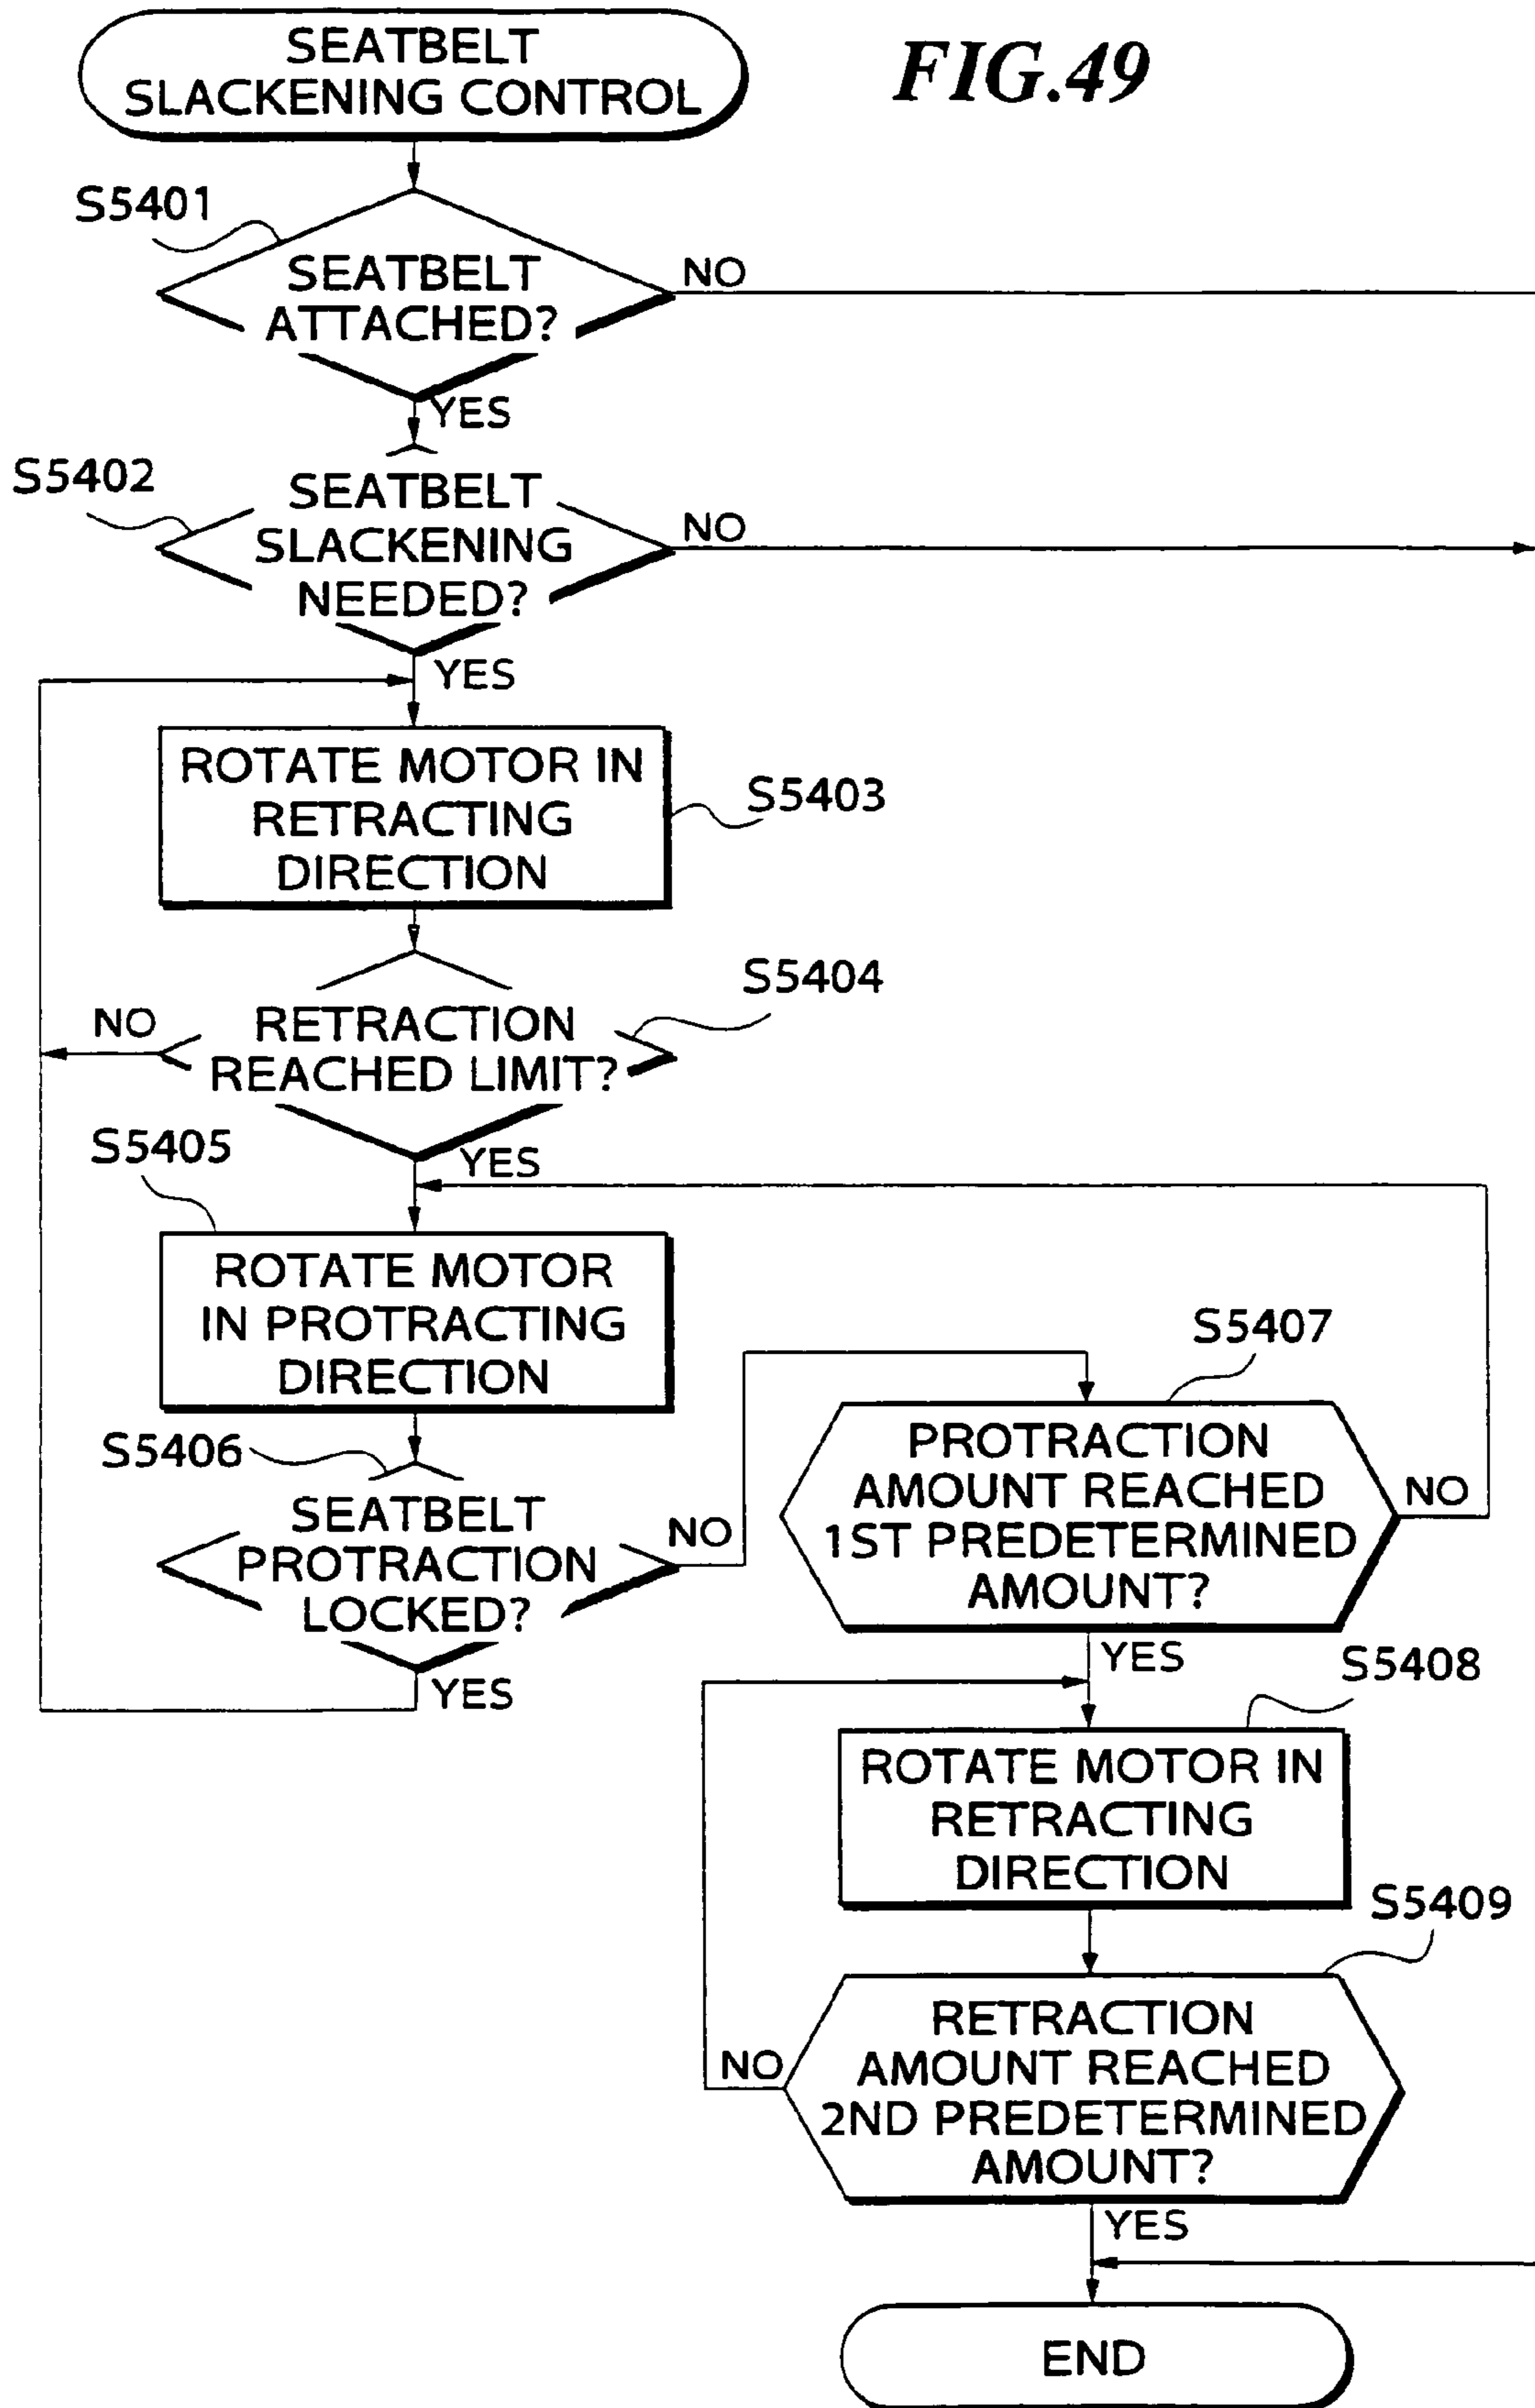 SEATBELT
SLACKENING CONTROL
FIG.49
S5401
SEATBELT
ATTACHED?
NO
YES
S5402
SEATBELT
SLACKENING
NEEDED?
NO
YES
ROTATE MOTOR IN
RETRACTING
DIRECTION
S5403
S5404
NO
RETRACTION
REACHED LIMIT?
YES
S5405
ROTATE MOTOR
IN PROTRACTING
DIRECTION
S5406
SEATBELT
PROTRACTION
LOCKED?
NO
YES
S5407
PROTRACTION
AMOUNT REACHED
1ST PREDETERMINED
AMOUNT?
NO
YES
S5408
ROTATE MOTOR IN
RETRACTING
DIRECTION
S5409
RETRACTION
AMOUNT REACHED
2ND PREDETERMINED
AMOUNT?
NO
YES
END